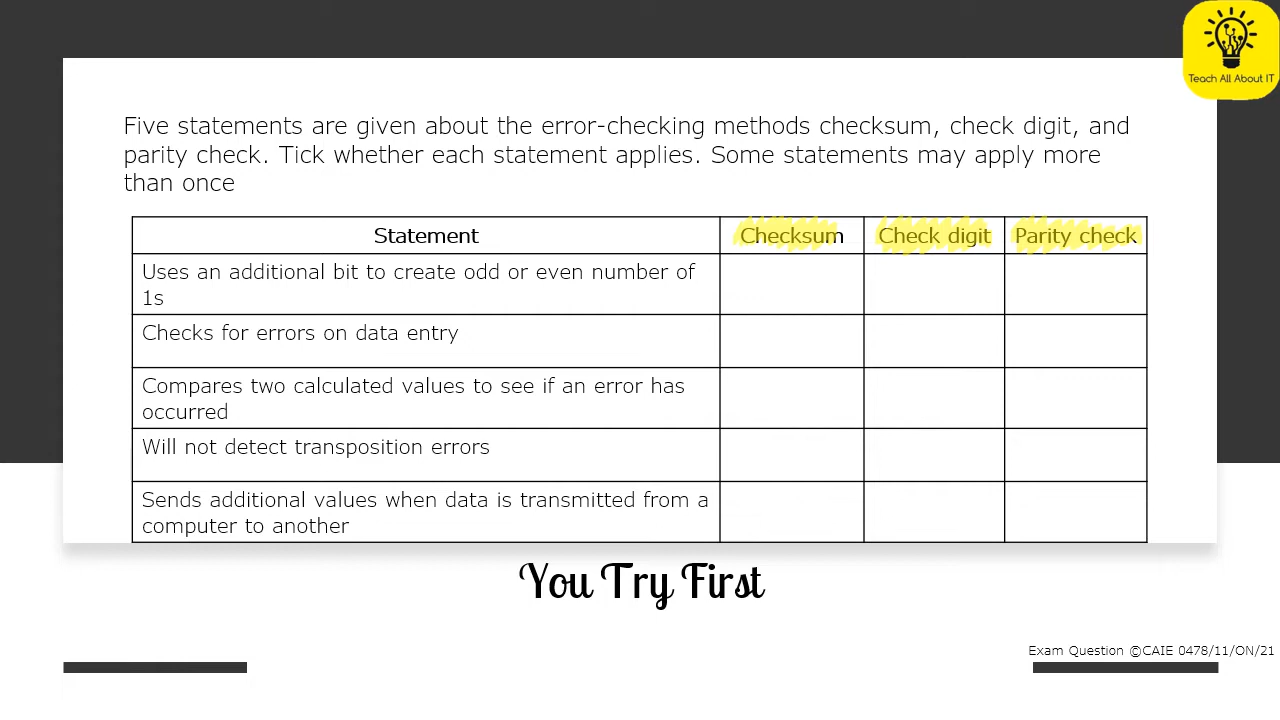 Teach All About IT
Five statements are given about the error-checking methods checksum, check digit, and
parity check. Tick whether each statement applies. Some statements may apply more
than once
Statement
Checksum
Check digit
Parity check
Uses an additional bit to create odd or even number of
1s
Checks for errors on data entry
Compares two calculated values to see if an error has
occurred
Will not detect transposition errors
Sends additional values when data is transmitted from a
computer to another
You Try First
Exam Question ©CAIE 0478/11/ON/21